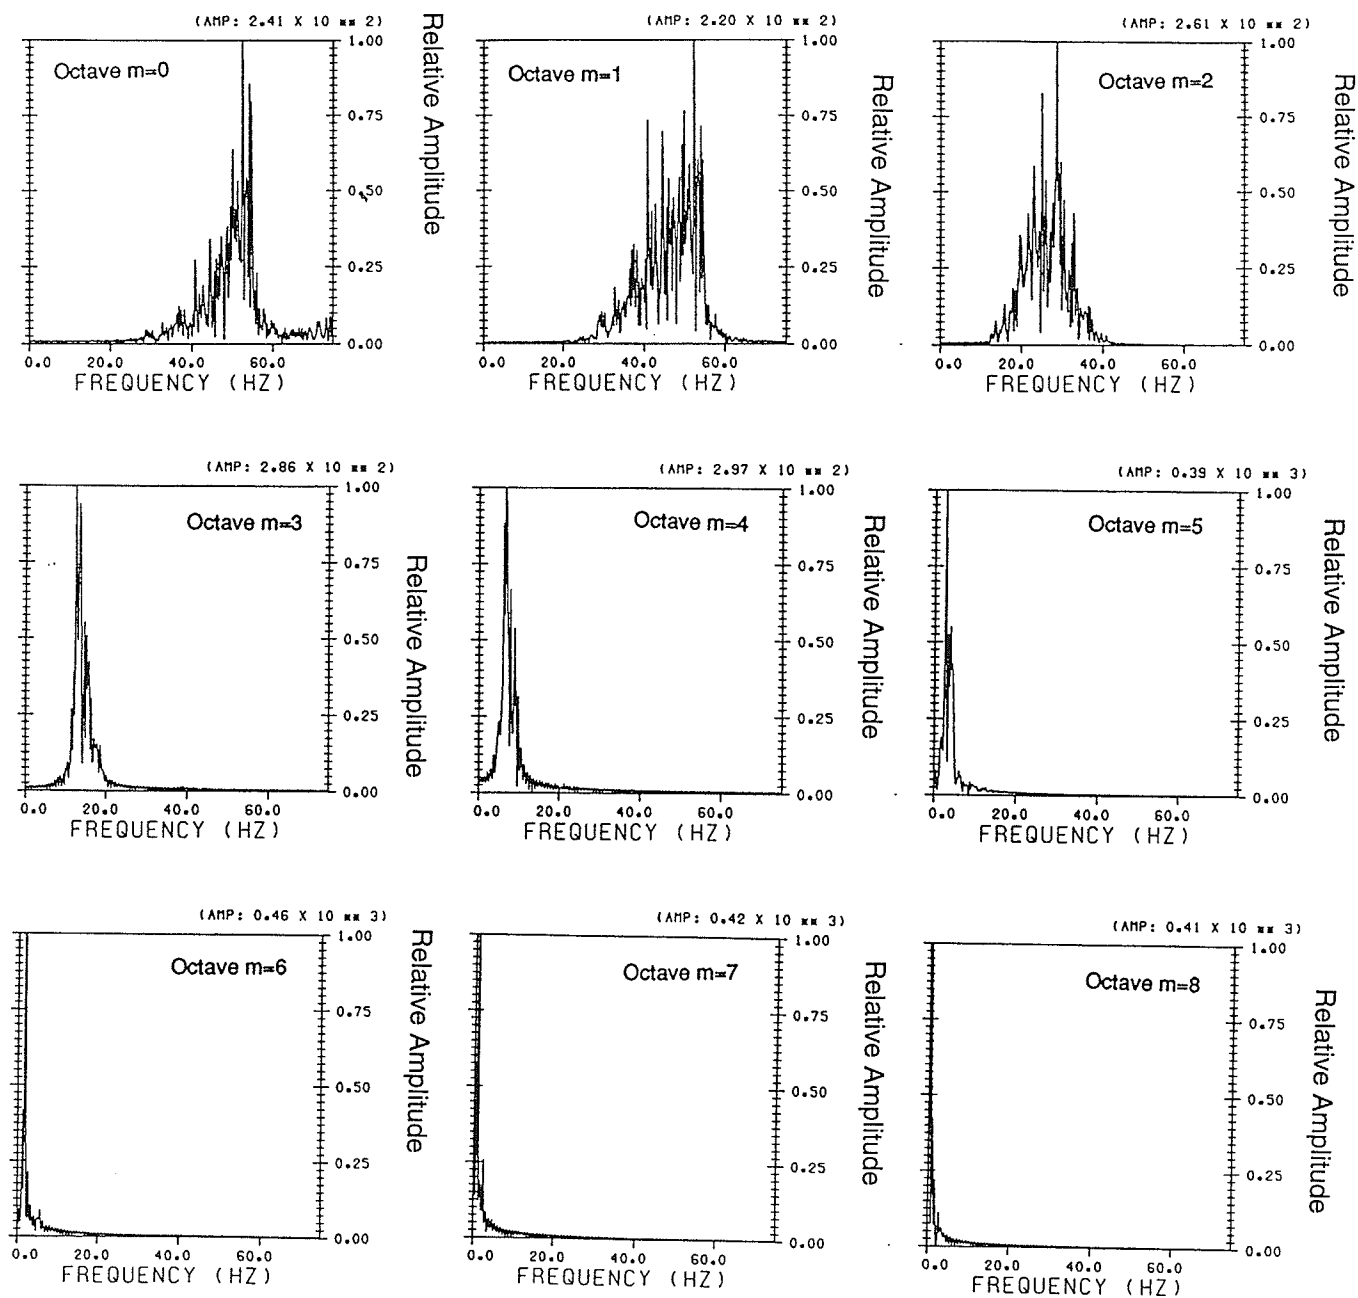 (AMP: 2.41 X 10 ** 2)
Octave m=0
1.00
0.75
0.50
0.25
0.00
Relative Amplitude
0.0 20.0 40.0 60.0
FREQUENCY (HZ)
(AMP: 2.20 X 10 ** 2)
Octave m=1
1.00
0.75
0.50
0.25
0.00
Relative Amplitude
0.0 20.0 40.0 60.0
FREQUENCY (HZ)
(AMP: 2.61 X 10 ** 2)
Octave m=2
1.00
0.75
0.50
0.25
0.00
Relative Amplitude
0.0 20.0 40.0 60.0
FREQUENCY (HZ)
(AMP: 2.86 X 10 ** 2)
Octave m=3
1.00
0.75
0.50
0.25
0.00
Relative Amplitude
0.0 20.0 40.0 60.0
FREQUENCY (HZ)
(AMP: 2.97 X 10 ** 2)
Octave m=4
1.00
0.75
0.50
0.25
0.00
Relative Amplitude
0.0 20.0 40.0 60.0
FREQUENCY (HZ)
(AMP: 0.39 X 10 ** 3)
Octave m=5
1.00
0.75
0.50
0.25
0.00
Relative Amplitude
0.0 20.0 40.0 60.0
FREQUENCY (HZ)
(AMP: 0.46 X 10 ** 3)
Octave m=6
1.00
0.75
0.50
0.25
0.00
Relative Amplitude
0.0 20.0 40.0 60.0
FREQUENCY (HZ)
(AMP: 0.42 X 10 ** 3)
Octave m=7
1.00
0.75
0.50
0.25
0.00
Relative Amplitude
0.0 20.0 40.0 60.0
FREQUENCY (HZ)
(AMP: 0.41 X 10 ** 3)
Octave m=8
1.00
0.75
0.50
0.25
0.00
Relative Amplitude
0.0 20.0 40.0 60.0
FREQUENCY (HZ)